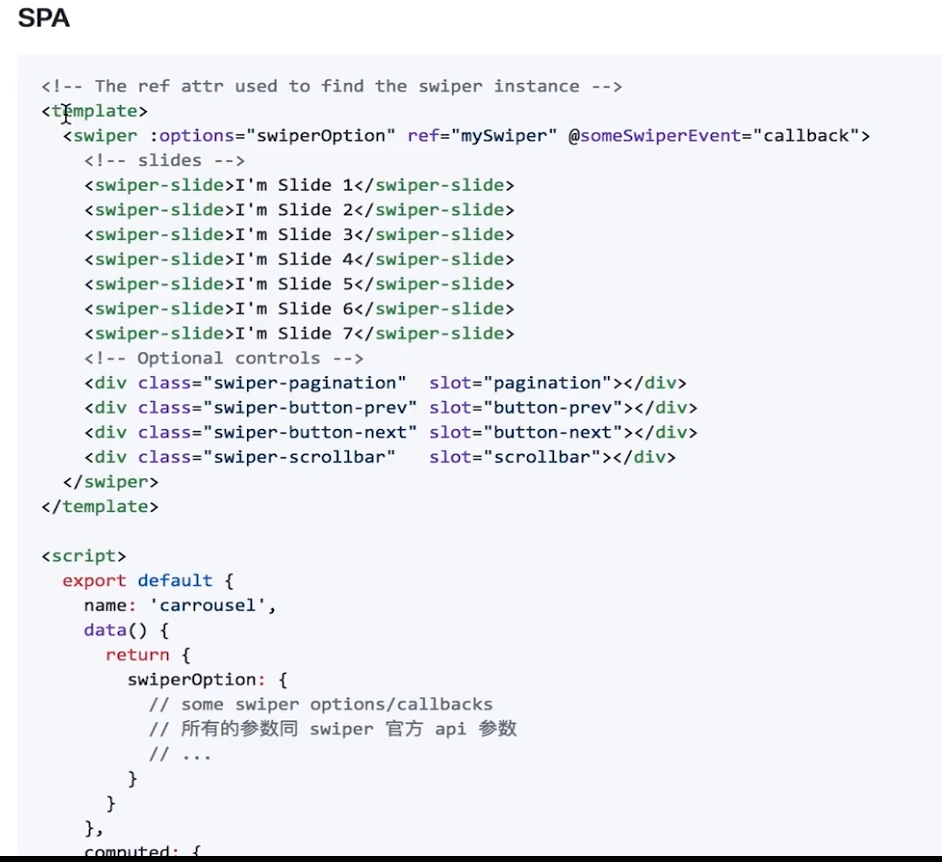 SPA
<!-- The ref attr used to find the swiper instance -->
<template>
  <swiper :options="swiperOption" ref="mySwiper" @someSwiperEvent="callback">
    <!-- slides -->
    <swiper-slide>I'm Slide 1</swiper-slide>
    <swiper-slide>I'm Slide 2</swiper-slide>
    <swiper-slide>I'm Slide 3</swiper-slide>
    <swiper-slide>I'm Slide 4</swiper-slide>
    <swiper-slide>I'm Slide 5</swiper-slide>
    <swiper-slide>I'm Slide 6</swiper-slide>
    <swiper-slide>I'm Slide 7</swiper-slide>
    <!-- Optional controls -->
    <div class="swiper-pagination"  slot="pagination"></div>
    <div class="swiper-button-prev" slot="button-prev"></div>
    <div class="swiper-button-next" slot="button-next"></div>
    <div class="swiper-scrollbar"   slot="scrollbar"></div>
  </swiper>
</template>
<script>
  export default {
    name: 'carrousel',
    data() {
      return {
        swiperOption: {
          // some swiper options/callbacks
          // 所有的参数同 swiper 官方 api 参数
          // ...
        }
      }
    },
    computed: {